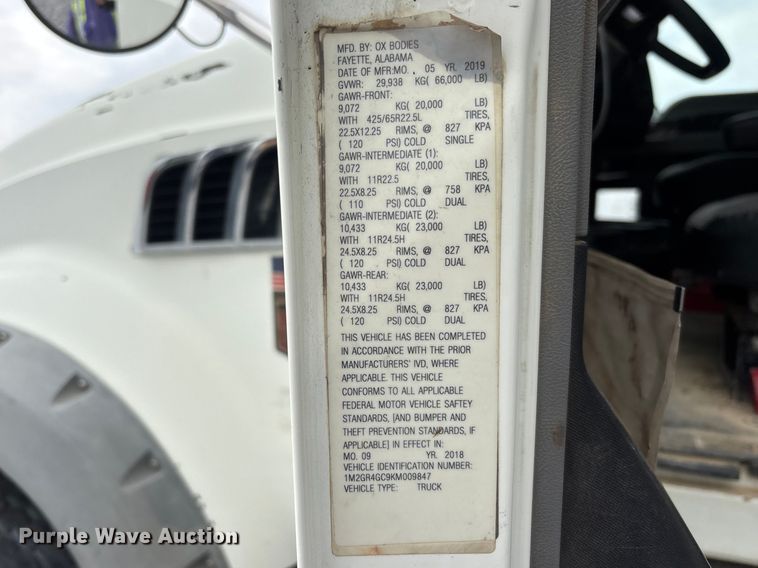 MFD. BY: OX BODIES
FAYETTE, ALABAMA
DATE OF MFR:MO. 05 YR. 2019
GVWR: 29,938 KG( 66,000 LB)
GAWR-FRONT:
9,072 KG( 20,000 LB)
WITH 425/65R22.5L TIRES,
22.5X12.25 RIMS, @ 827 KPA
( 120 PSI) COLD SINGLE
GAWR-INTERMEDIATE (1):
9,072 KG( 20,000 LB)
WITH 11R22.5 TIRES,
22.5X8.25 RIMS, @ 758 KPA
( 110 PSI) COLD DUAL
GAWR-INTERMEDIATE (2):
10,433 KG( 23,000 LB)
WITH 11R24.5H TIRES,
24.5X8.25 RIMS, @ 827 KPA
( 120 PSI) COLD DUAL
GAWR-REAR:
10,433 KG( 23,000 LB)
WITH 11R24.5H TIRES,
24.5X8.25 RIMS, @ 827 KPA
( 120 PSI) COLD DUAL
THIS VEHICLE HAS BEEN COMPLETED
IN ACCORDANCE WITH THE PRIOR
MANUFACTURERS' IVD, WHERE
APPLICABLE. THIS VEHICLE
CONFORMS TO ALL APPLICABLE
FEDERAL MOTOR VEHICLE SAFTEY
STANDARDS, [AND BUMPER AND
THEFT PREVENTION STANDARDS, IF
APPLICABLE] IN EFFECT IN:
MO. 09 YR. 2018
VEHICLE IDENTIFICATION NUMBER:
1M2GR4GC9KM009847
VEHICLE TYPE: TRUCK
Purple Wave Auction®